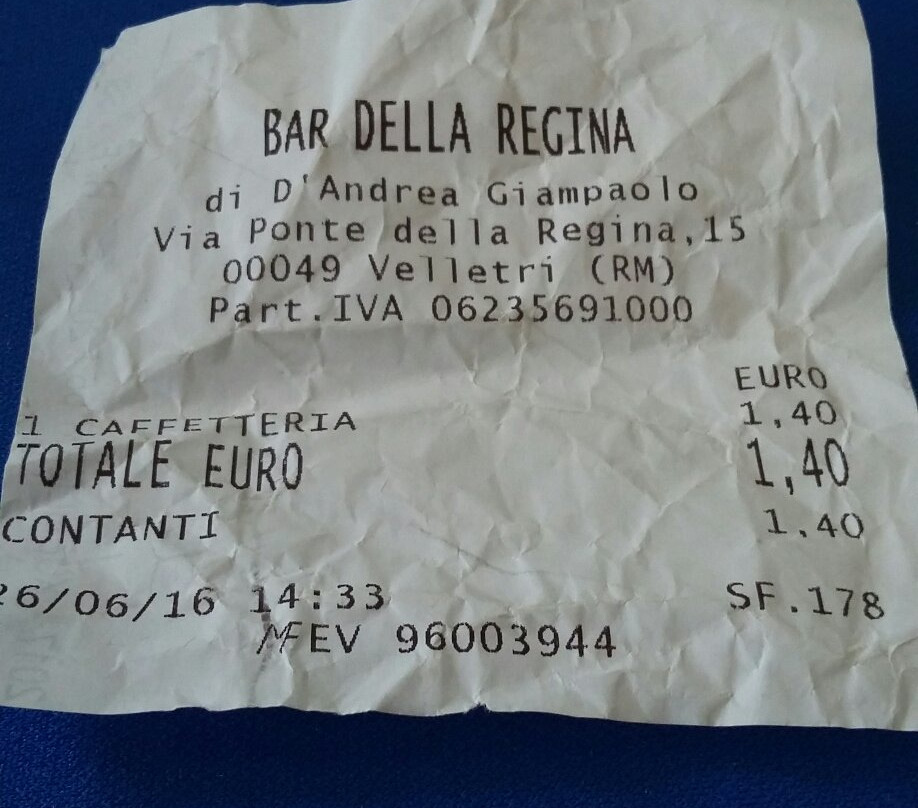 BAR DELLA REGINA
di D'Andrea Giampaolo
Via Ponte della Regina,15
00049 Velletri (RM)
Part.IVA 06235691000
EURO
1 CAFFETTERIA 1,40
TOTALE EURO 1,40
CONTANTI 1,40
26/06/16 14:33 SF.178
MFEV 96003944